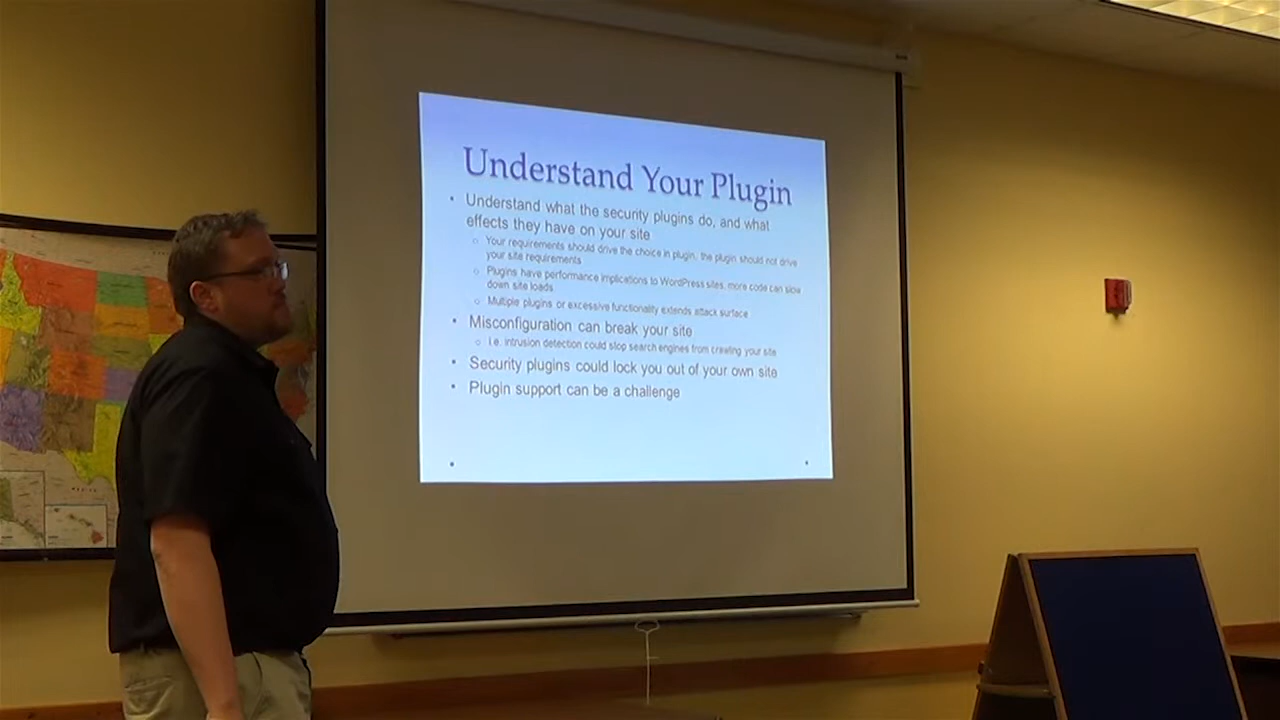 Understand Your Plugin
• Understand what the security plugins do, and what
effects they have on your site
○ Your requirements should drive the choice in plugin, the plugin should not drive
your site requirements
○ Plugins have performance implications to WordPress sites, more code can slow
down site loads
○ Multiple plugins or excessive functionality extends attack surface
• Misconfiguration can break your site
○ i.e. intrusion detection could stop search engines from crawling your site
• Security plugins could lock you out of your own site
• Plugin support can be a challenge